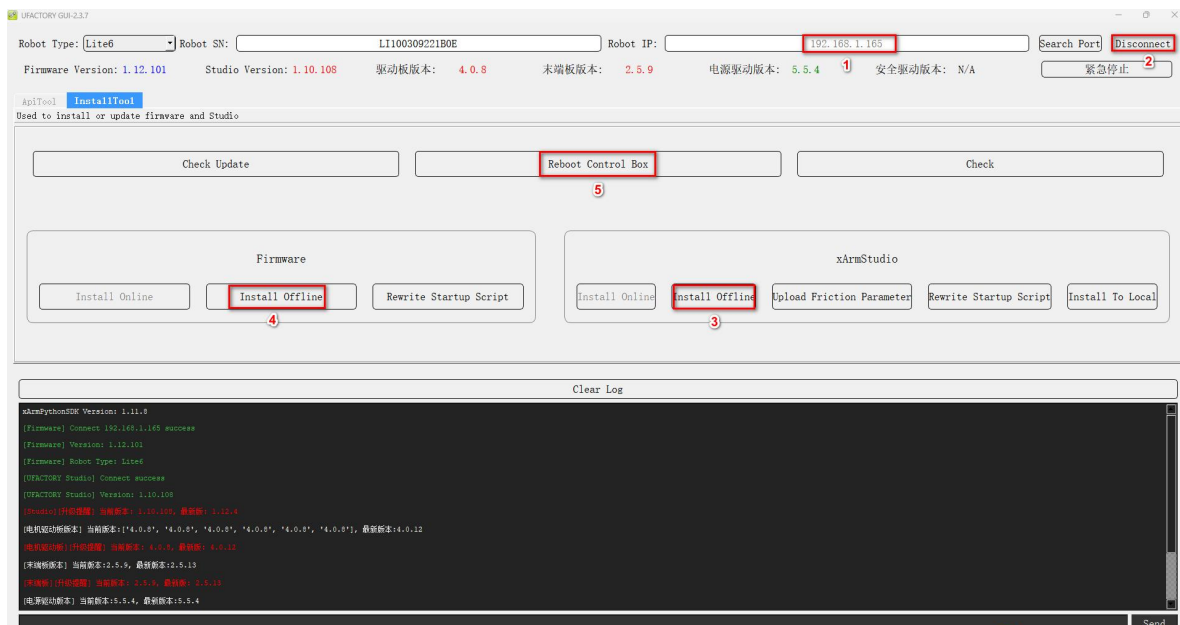 UFACTORY GUI-2.3.7
Robot Type: Lite6 Robot SN: LI100309221B0E Robot IP: 192.168.1.165 Search Port Disconnect
1
2
Firmware Version: 1.12.101 Studio Version: 1.10.108 驱动板版本: 4.0.8 末端板版本: 2.5.9 电源驱动版本: 5.5.4 安全驱动版本: N/A 紧急停止
ApiTool InstallTool
Used to install or update firmware and Studio
Check Update Reboot Control Box Check
5
Firmware xArmStudio
Install Online Install Offline Rewrite Startup Script Install Online Install Offline Upload Friction Parameter Rewrite Startup Script Install To Local
4 3
Clear Log
xArmPythonSDK Version: 1.11.8
[Firmware] Connect 192.168.1.165 success
[Firmware] Version: 1.12.101
[Firmware] Robot Type: Lite6
[UFACTORY Studio] Connect success
[UFACTORY Studio] Version: 1.10.108
[Studio][升级提醒] 当前版本: 1.10.108, 最新版: 1.12.4
[电机驱动板版本] 当前版本:['4.0.8', '4.0.8', '4.0.8', '4.0.8', '4.0.8', '4.0.8'], 最新版本:4.0.12
[电机驱动板][升级提醒] 当前版本: 4.0.8, 最新版: 4.0.12
[末端板版本] 当前版本:2.5.9, 最新版本:2.5.13
[末端板][升级提醒] 当前版本: 2.5.9, 最新版: 2.5.13
[电源驱动版本] 当前版本:5.5.4, 最新版本:5.5.4
Send